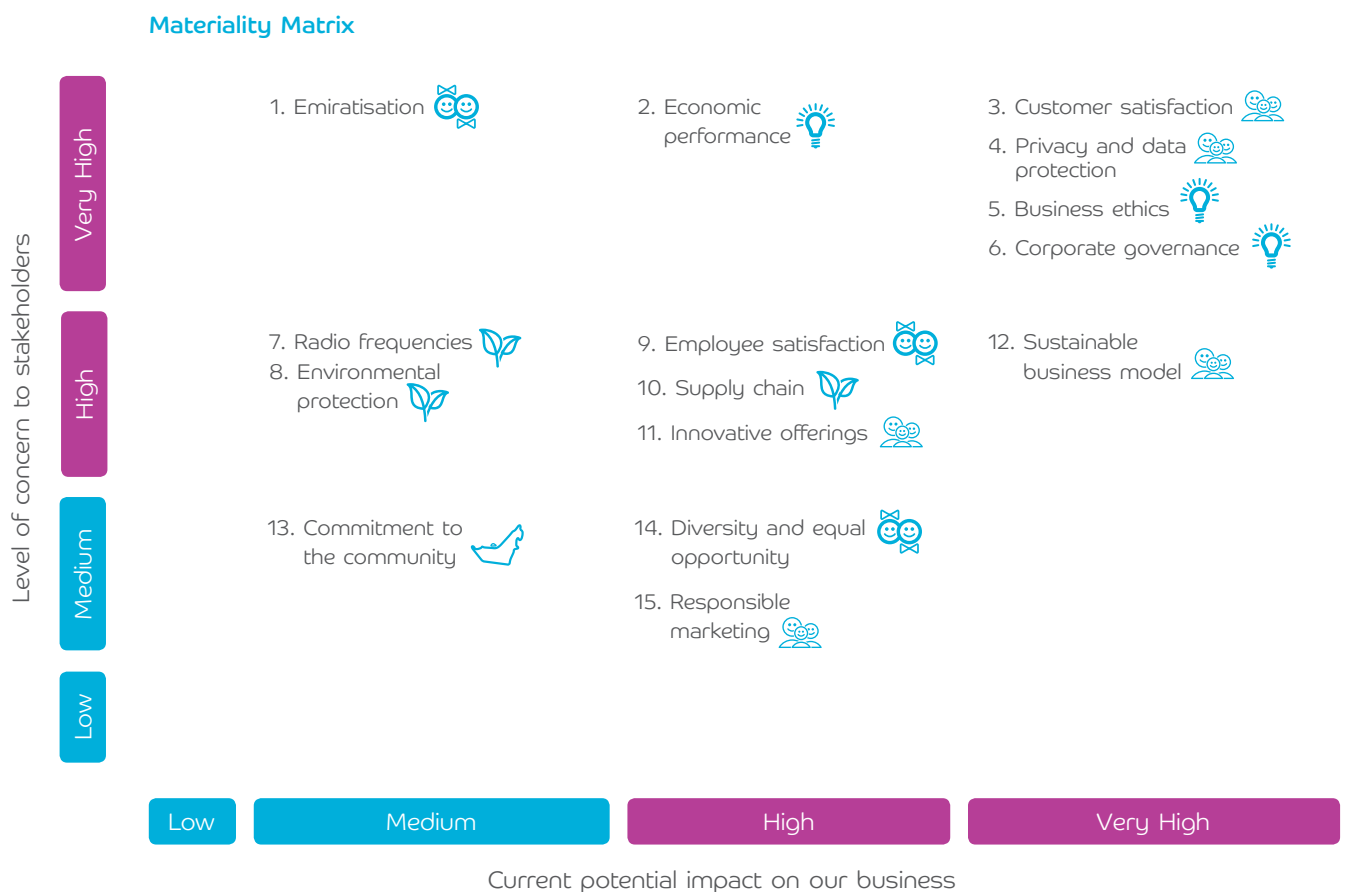 Materiality Matrix
Level of concern to stakeholders
Very High
1. Emiratisation
2. Economic
performance
3. Customer satisfaction
4. Privacy and data
protection
5. Business ethics
6. Corporate governance
High
7. Radio frequencies
8. Environmental
protection
9. Employee satisfaction
10. Supply chain
11. Innovative offerings
12. Sustainable
business model
Medium
13. Commitment to
the community
14. Diversity and equal
opportunity
15. Responsible
marketing
Low
Low
Medium
High
Very High
Current potential impact on our business